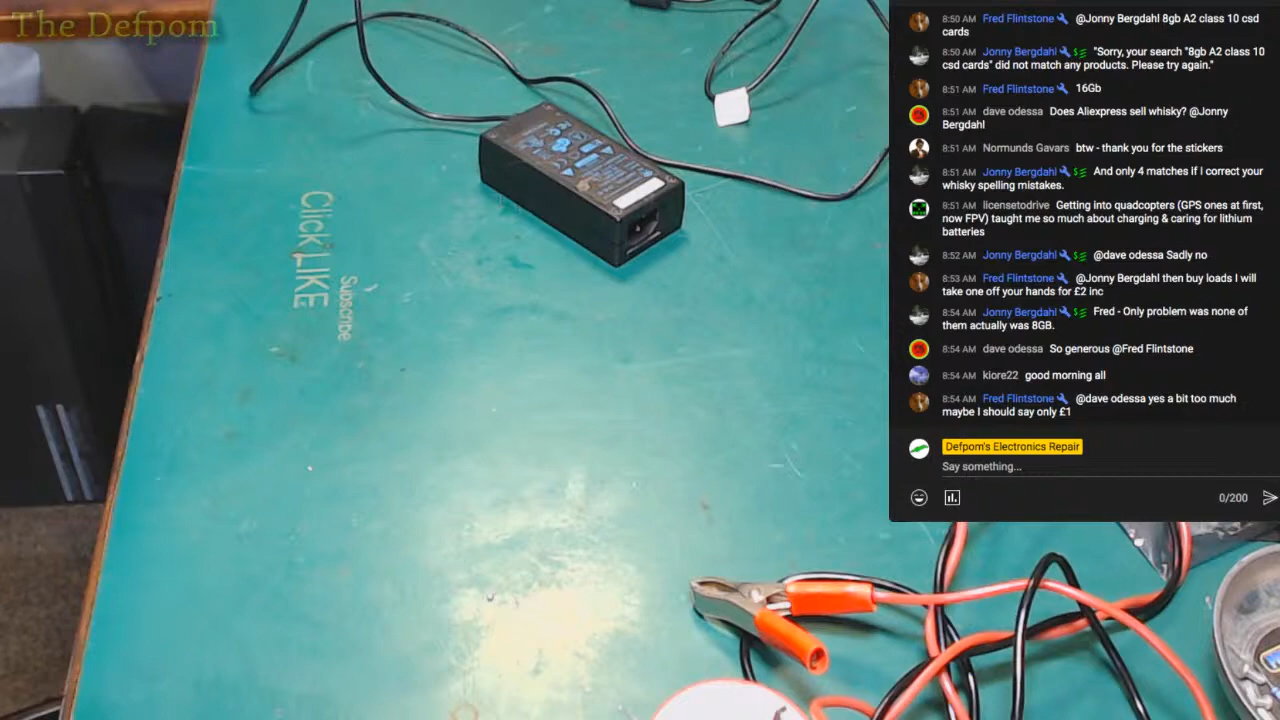 The Defpom
Click LIKE
Subscribe
8:50 AM Fred Flintstone @Jonny Bergdahl 8gb A2 class 10 csd
cards
8:50 AM Jonny Bergdahl "Sorry, your search "8gb A2 class 10
csd cards" did not match any products. Please try again."
8:51 AM Fred Flintstone 16Gb
8:51 AM dave odessa Does Aliexpress sell whisky? @Jonny
Bergdahl
8:51 AM Normunds Gavars btw - thank you for the stickers
8:51 AM Jonny Bergdahl And only 4 matches if I correct your
whisky spelling mistakes.
8:51 AM licensetodrive Getting into quadcopters (GPS ones at first,
now FPV) taught me so much about charging & caring for lithium
batteries
8:52 AM Jonny Bergdahl @dave odessa Sadly no
8:53 AM Fred Flintstone @Jonny Bergdahl then buy loads I will
take one off your hands for £2 inc
8:54 AM Jonny Bergdahl Fred - Only problem was none of
them actually was 8GB.
8:54 AM dave odessa So generous @Fred Flintstone
8:54 AM kiore22 good morning all
8:54 AM Fred Flintstone @dave odessa yes a bit too much
maybe I should say only £1
Defpom's Electronics Repair
Say something...
0/200